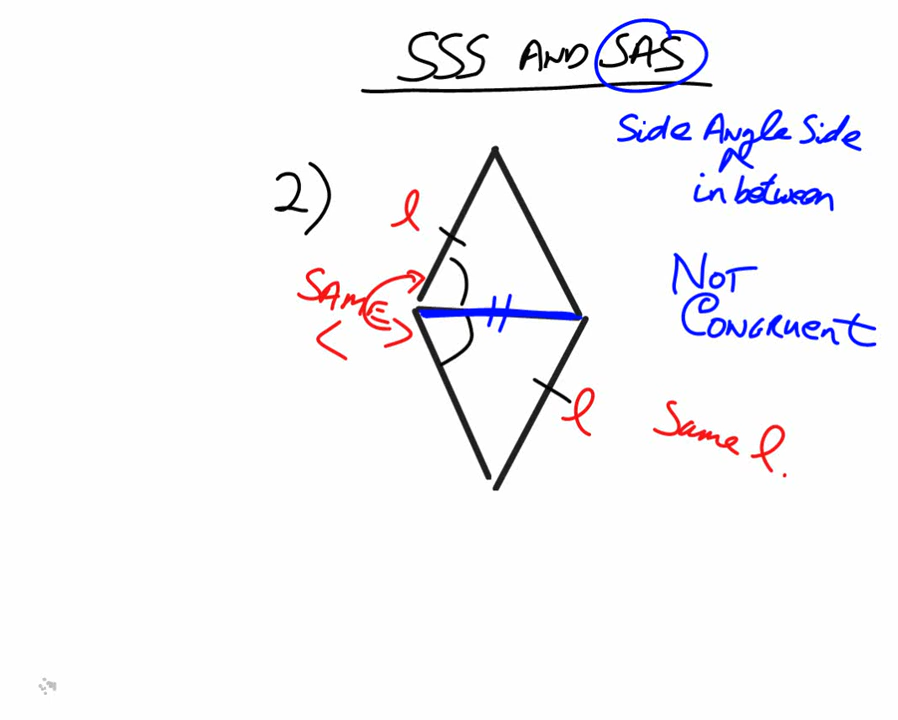 SSS AND SAS
Side Angle Side
in between
2)
l
SAME
NOT
CONGRUENT
l
Same l.